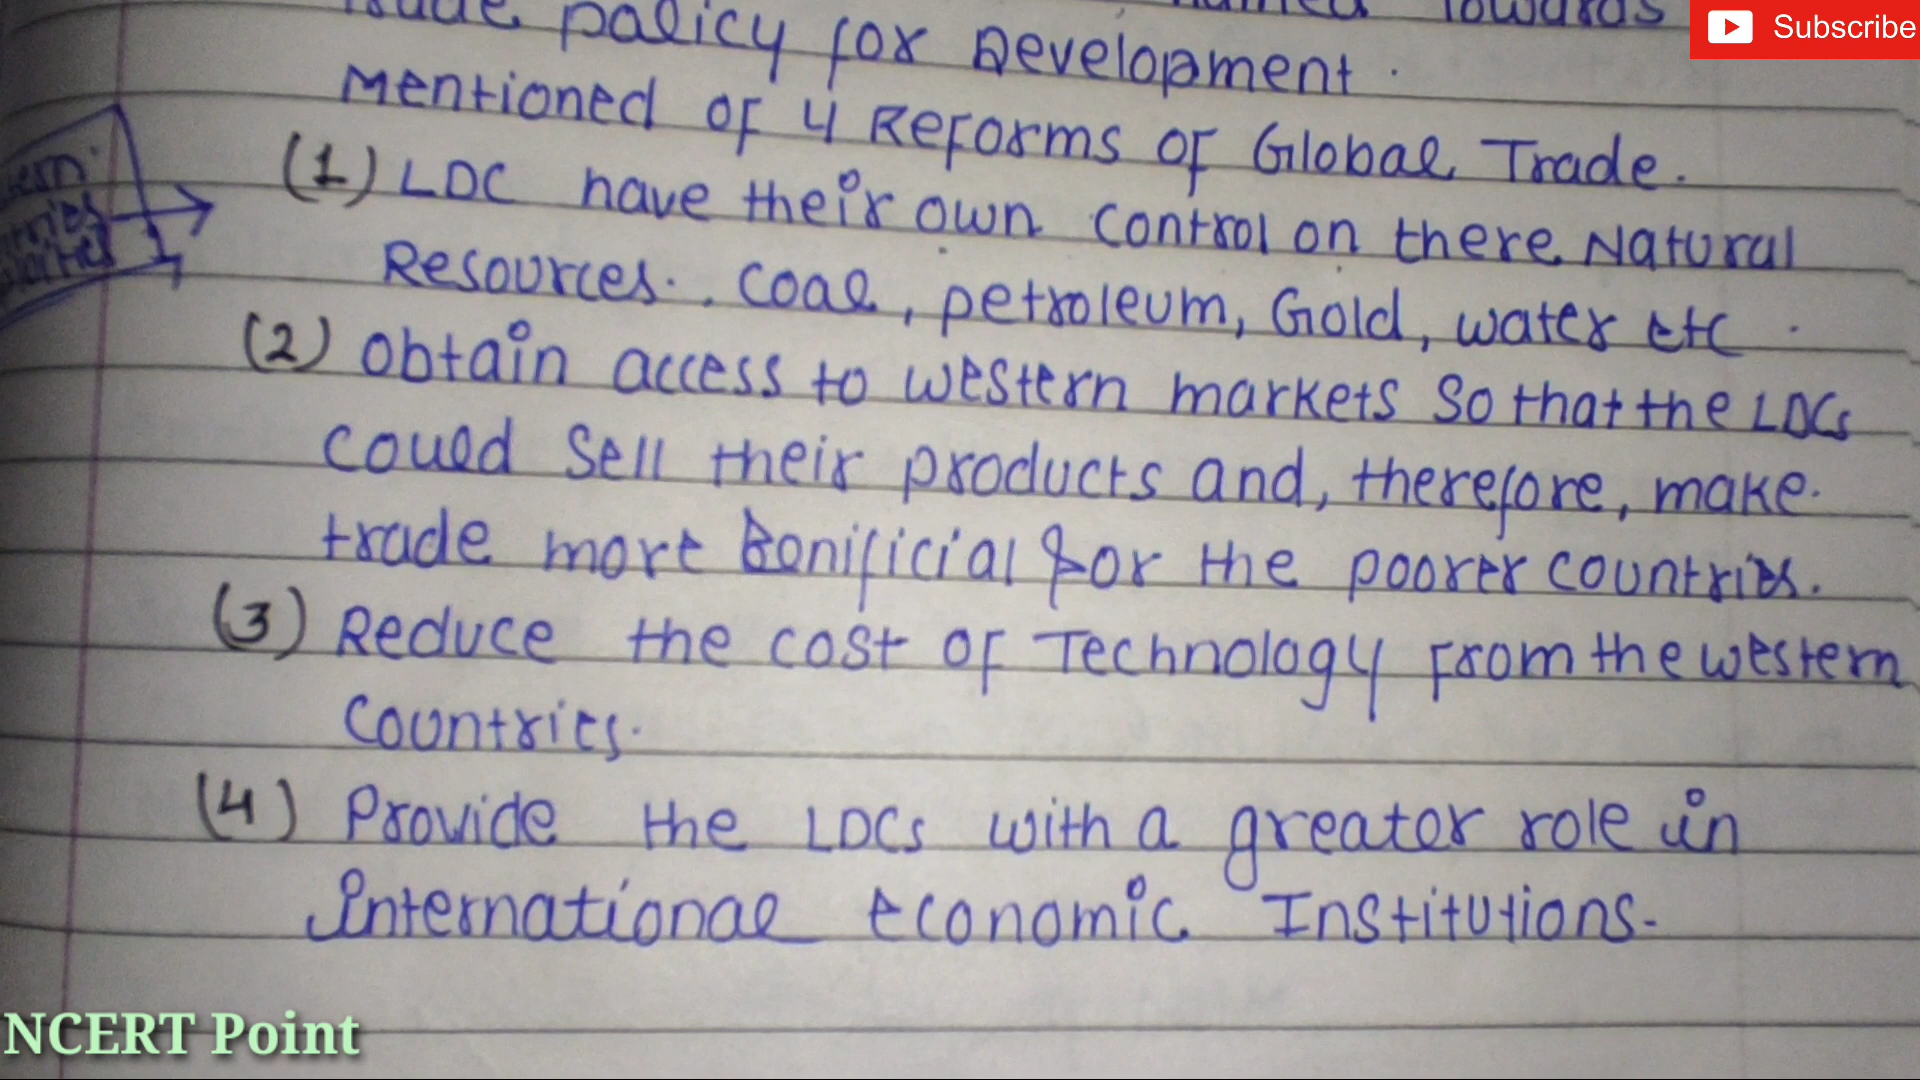 Towards
Subscribe
policy for Development.
Mentioned of 4 Reforms of Global Trade.
(1) LDC have their own control on there Natural
Resources. . coal, petroleum, Gold, water etc .
(2) Obtain access to western markets So that the LDCs
could Sell their products and, therefore, make.
trade more Bonificial for the poorer countries.
(3) Reduce the cost of Technology From the western
Countries.
(4) Provide the LDCs with a greater role in
International economic Institutions.
NCERT Point